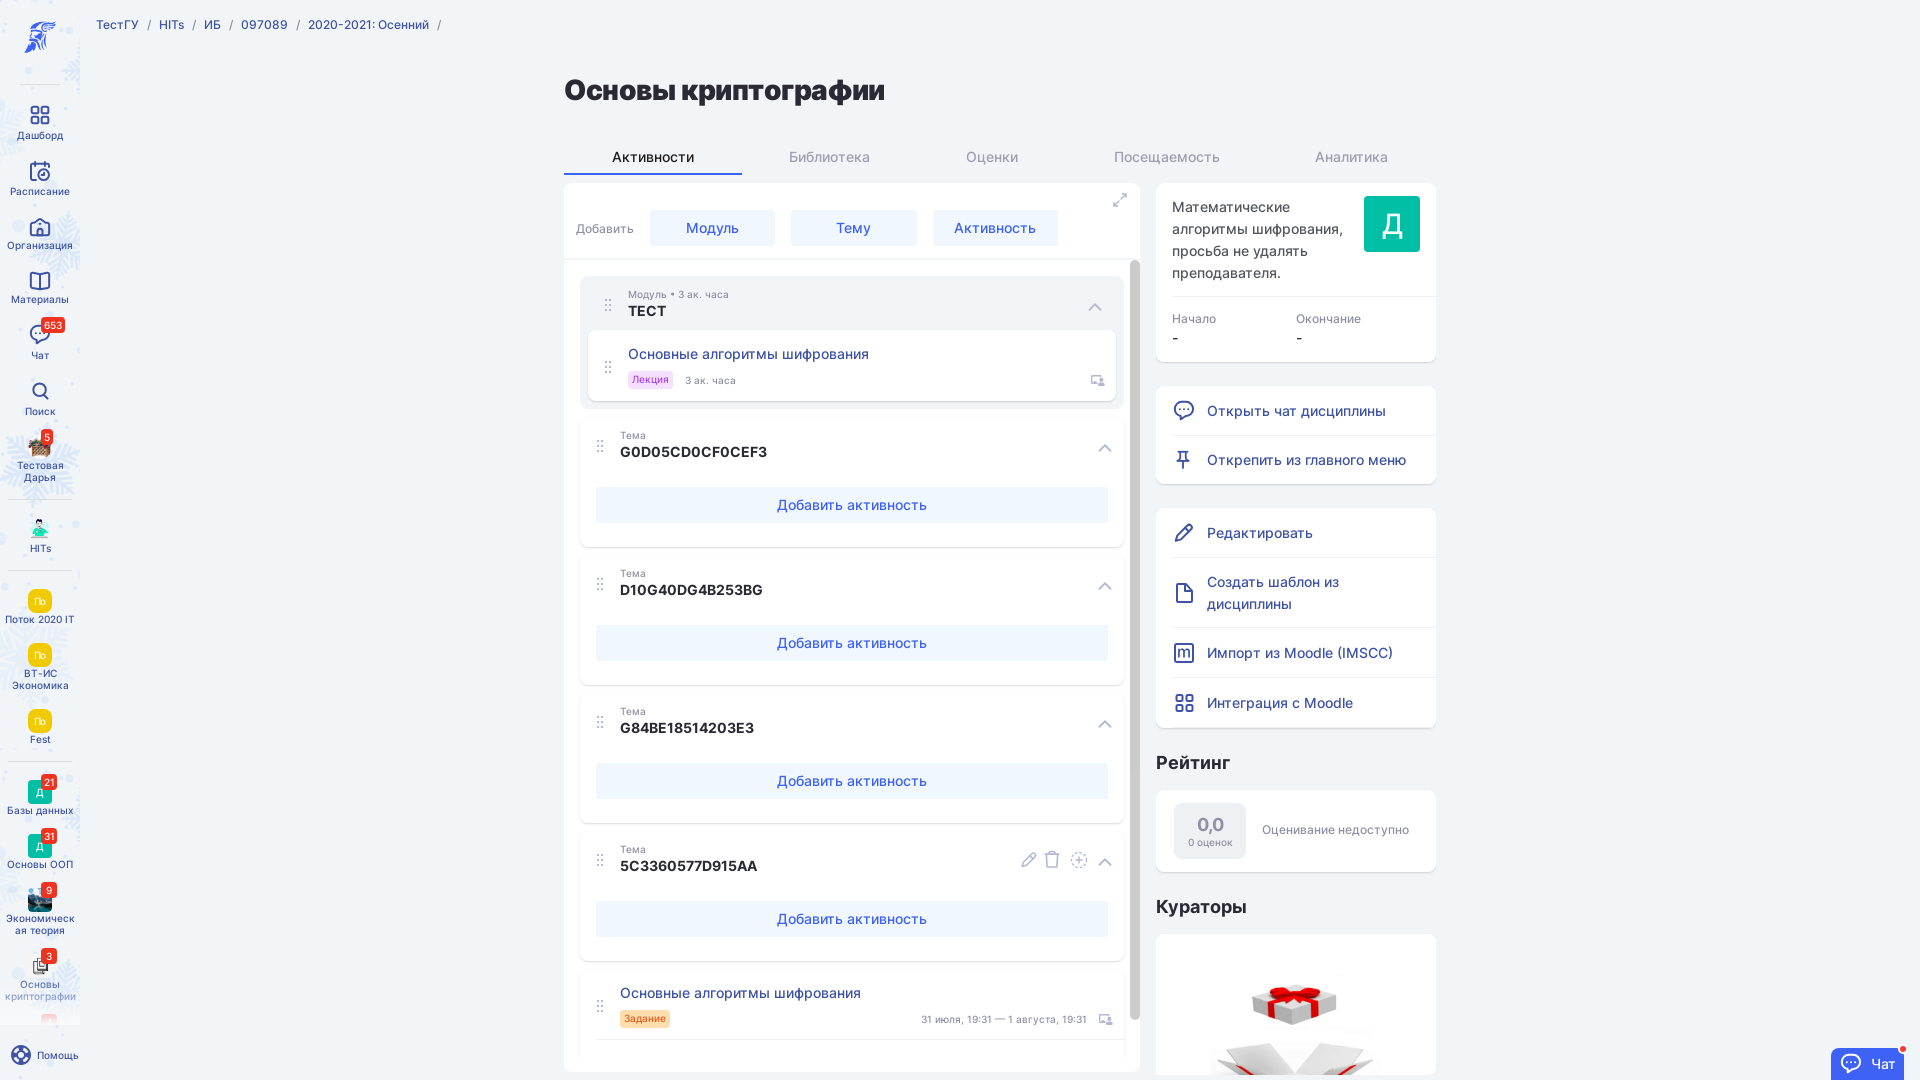 ТестГУ / HITs / ИБ / 097089 / 2020-2021: Осенний /
Дашборд
Расписание
Организация
Материалы
653
Чат
Поиск
5
Тестовая
Дарья
HITs
По
Поток 2020 IT
По
ВТ-ИС
Экономика
По
Fest
21
Д
Базы данных
31
Д
Основы ООП
9
Экономическ
ая теория
3
Основы
криптографии
Помощь
Основы криптографии
Активности
Библиотека
Оценки
Посещаемость
Аналитика
Добавить
Модуль
Тему
Активность
Модуль • 3 ак. часа
ТЕСТ
Основные алгоритмы шифрования
Лекция
3 ак. часа
Тема
G0D05CD0CF0CEF3
Добавить активность
Тема
D10G40DG4B253BG
Добавить активность
Тема
G84BE18514203E3
Добавить активность
Тема
5C3360577D915AA
Добавить активность
Основные алгоритмы шифрования
Задание
31 июля, 19:31 — 1 августа, 19:31
Математические
алгоритмы шифрования,
просьба не удалять
преподавателя.
Д
Начало
-
Окончание
-
Открыть чат дисциплины
Открепить из главного меню
Редактировать
Создать шаблон из
дисциплины
Импорт из Moodle (IMSCC)
Интеграция с Moodle
Рейтинг
0,0
0 оценок
Оценивание недоступно
Кураторы
Чат